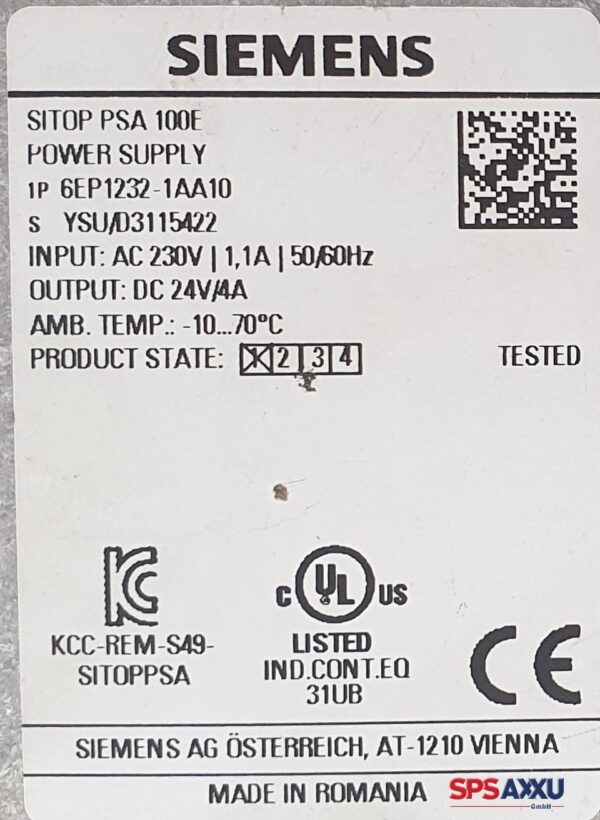 SIEMENS
SITOP PSA 100E
POWER SUPPLY
1P 6EP1232-1AA10
S YSU/D3115422
INPUT: AC 230V | 1,1A | 50/60Hz
OUTPUT: DC 24V/4A
AMB. TEMP.: -10...70°C
PRODUCT STATE: 1 2 3 4 TESTED
KCC-REM-S49-
SITOPPSA
C UL US
LISTED
IND.CONT.EQ
31UB
CE
SIEMENS AG ÖSTERREICH, AT-1210 VIENNA
MADE IN ROMANIA
SPSAXXU
GmbH